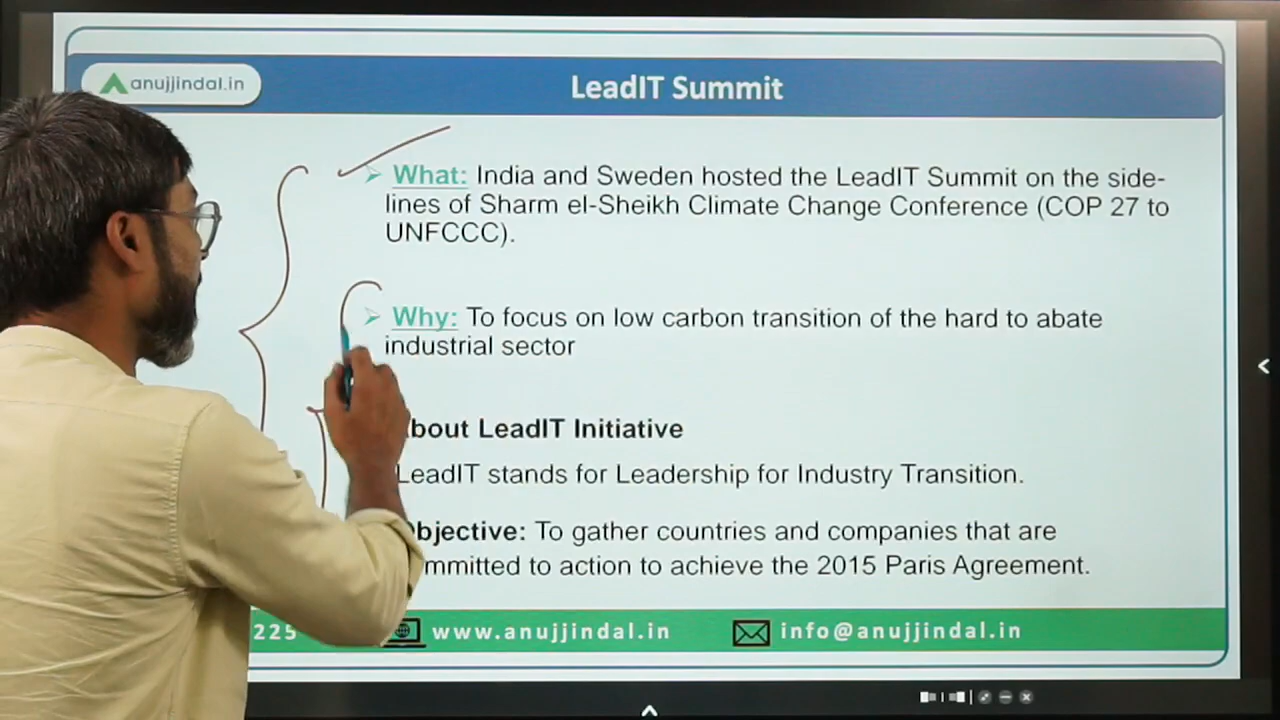 anujjindal.in
LeadIT Summit
What: India and Sweden hosted the LeadIT Summit on the side-
lines of Sharm el-Sheikh Climate Change Conference (COP 27 to
UNFCCC).
Why: To focus on low carbon transition of the hard to abate
industrial sector
bout LeadIT Initiative
LeadIT stands for Leadership for Industry Transition.
bjective: To gather countries and companies that are
mmitted to action to achieve the 2015 Paris Agreement.
225 www.anujjindal.in info@anujjindal.in